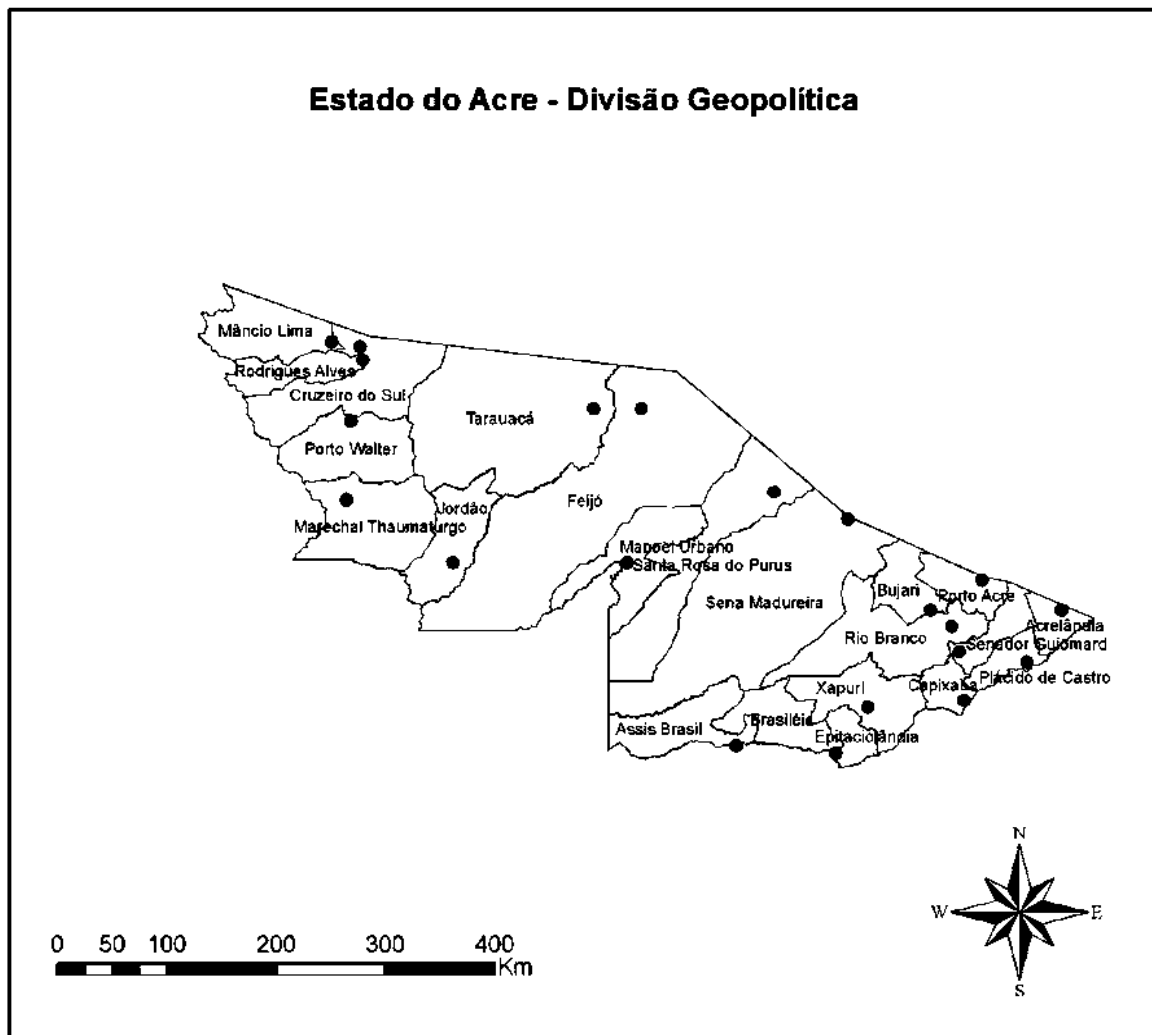 Estado do Acre - Divisão Geopolítica
Mâncio Lima
Rodrigues Alves
Cruzeiro do Sul
Tarauacá
Porto Walter
Feijó
Jordão
Marechal Thaumaturgo
Manoel Urbano
Santa Rosa do Purus
Sena Madureira
Bujari
Porto Acre
Acrelândia
Rio Branco
Senador Guiomard
Plácido de Castro
Xapuri
Capixaba
Assis Brasil
Brasiléia
Epitaciolândia
N
W
E
S
0 50 100 200 300 400
Km